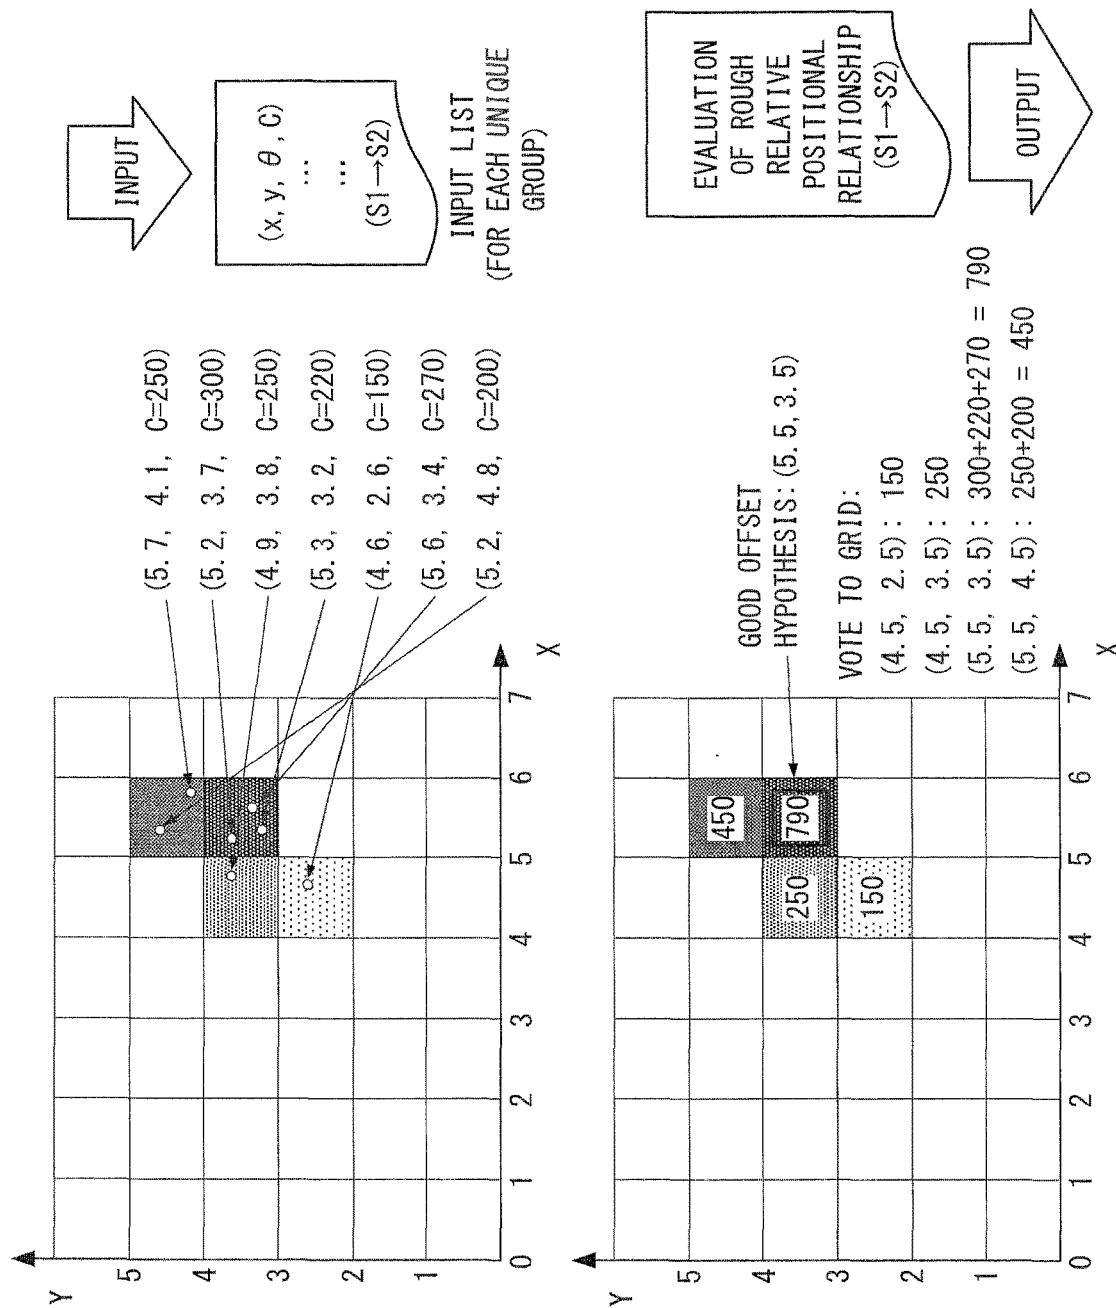 INPUT
(x, y, θ, C)
...
...
(S1→S2)
INPUT LIST
(FOR EACH UNIQUE
GROUP)
(5.7, 4.1, C=250)
(5.2, 3.7, C=300)
(4.9, 3.8, C=250)
(5.3, 3.2, C=220)
(4.6, 2.6, C=150)
(5.6, 3.4, C=270)
(5.2, 4.8, C=200)
Y
5
4
3
2
1
0 1 2 3 4 5 6 7
X
EVALUATION
OF ROUGH
RELATIVE
POSITIONAL
RELATIONSHIP
(S1→S2)
OUTPUT
GOOD OFFSET
HYPOTHESIS: (5.5, 3.5)
VOTE TO GRID:
(4.5, 2.5): 150
(4.5, 3.5): 250
(5.5, 3.5): 300+220+270 = 790
(5.5, 4.5): 250+200 = 450
Y
5
450
4
250 790
3
150
2
1
0 1 2 3 4 5 6 7
X